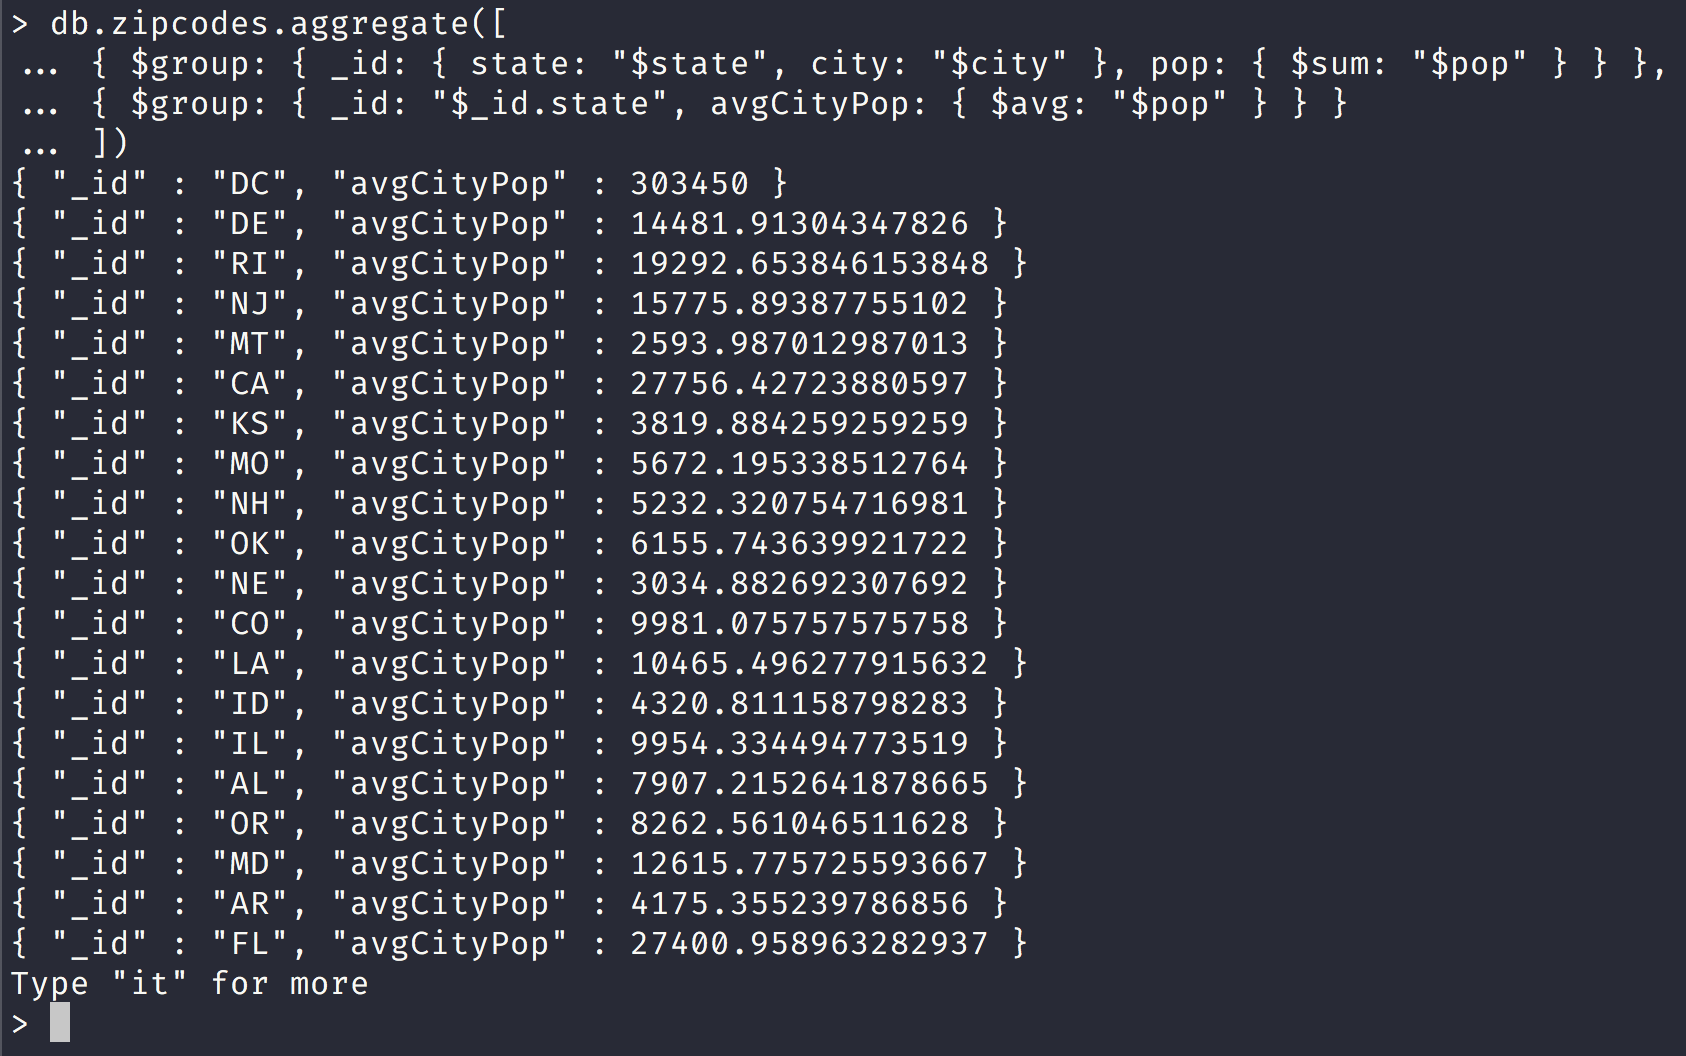 > db.zipcodes.aggregate([
... { $group: { _id: { state: "$state", city: "$city" }, pop: { $sum: "$pop" } } },
... { $group: { _id: "$_id.state", avgCityPop: { $avg: "$pop" } } }
... ])
{ "_id" : "DC", "avgCityPop" : 303450 }
{ "_id" : "DE", "avgCityPop" : 14481.91304347826 }
{ "_id" : "RI", "avgCityPop" : 19292.653846153848 }
{ "_id" : "NJ", "avgCityPop" : 15775.89387755102 }
{ "_id" : "MT", "avgCityPop" : 2593.987012987013 }
{ "_id" : "CA", "avgCityPop" : 27756.42723880597 }
{ "_id" : "KS", "avgCityPop" : 3819.884259259259 }
{ "_id" : "MO", "avgCityPop" : 5672.195338512764 }
{ "_id" : "NH", "avgCityPop" : 5232.320754716981 }
{ "_id" : "OK", "avgCityPop" : 6155.743639921722 }
{ "_id" : "NE", "avgCityPop" : 3034.882692307692 }
{ "_id" : "CO", "avgCityPop" : 9981.075757575758 }
{ "_id" : "LA", "avgCityPop" : 10465.496277915632 }
{ "_id" : "ID", "avgCityPop" : 4320.811158798283 }
{ "_id" : "IL", "avgCityPop" : 9954.334494773519 }
{ "_id" : "AL", "avgCityPop" : 7907.2152641878665 }
{ "_id" : "OR", "avgCityPop" : 8262.561046511628 }
{ "_id" : "MD", "avgCityPop" : 12615.775725593667 }
{ "_id" : "AR", "avgCityPop" : 4175.355239786856 }
{ "_id" : "FL", "avgCityPop" : 27400.958963282937 }
Type "it" for more
>